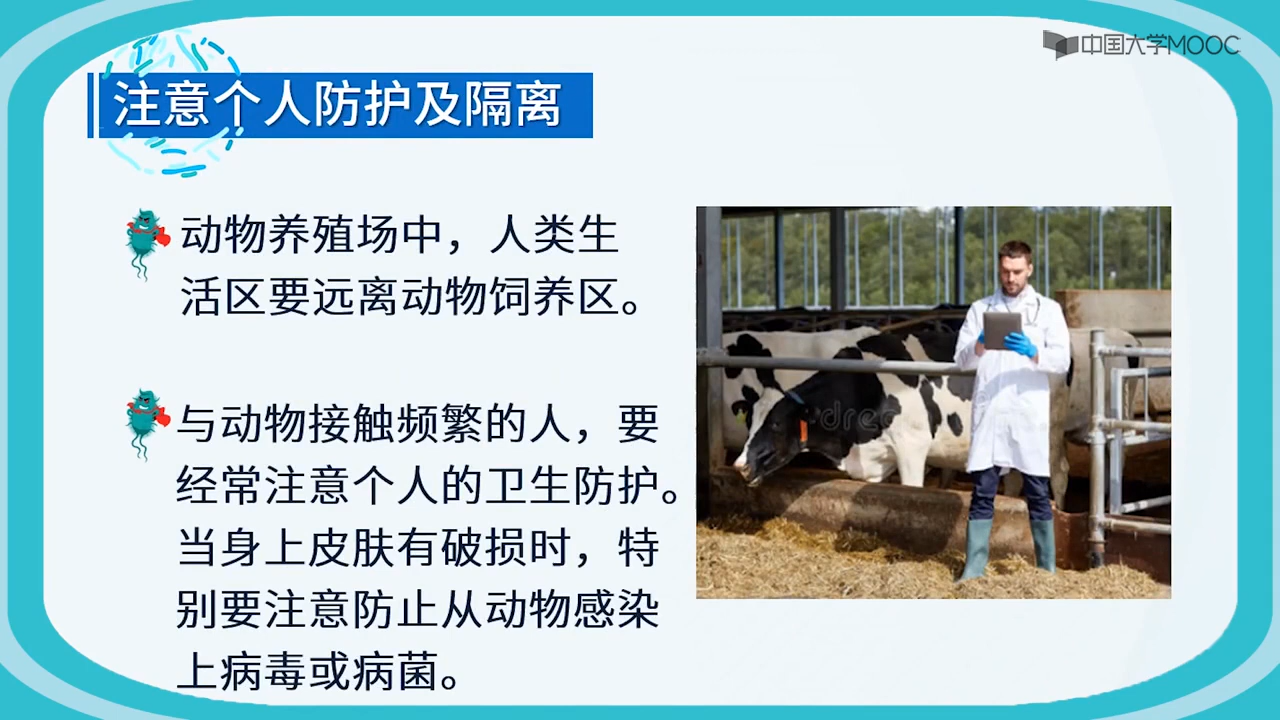 中国大学MOOC
注意个人防护及隔离
动物养殖场中，人类生
活区要远离动物饲养区。
与动物接触频繁的人，要
经常注意个人的卫生防护。
当身上皮肤有破损时，特
别要注意防止从动物感染
上病毒或病菌。